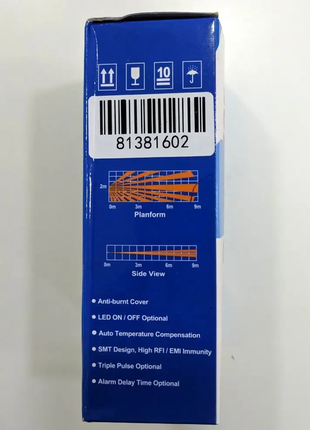 10
81381602
2m
0m 3m 6m 9m
Planform
0m 3m 6m 9m
Side View
Anti-burnt Cover
LED ON / OFF Optional
Auto Temperature Compensation
SMT Design, High RFI / EMI Immunity
Triple Pulse Optional
Alarm Delay Time Optional